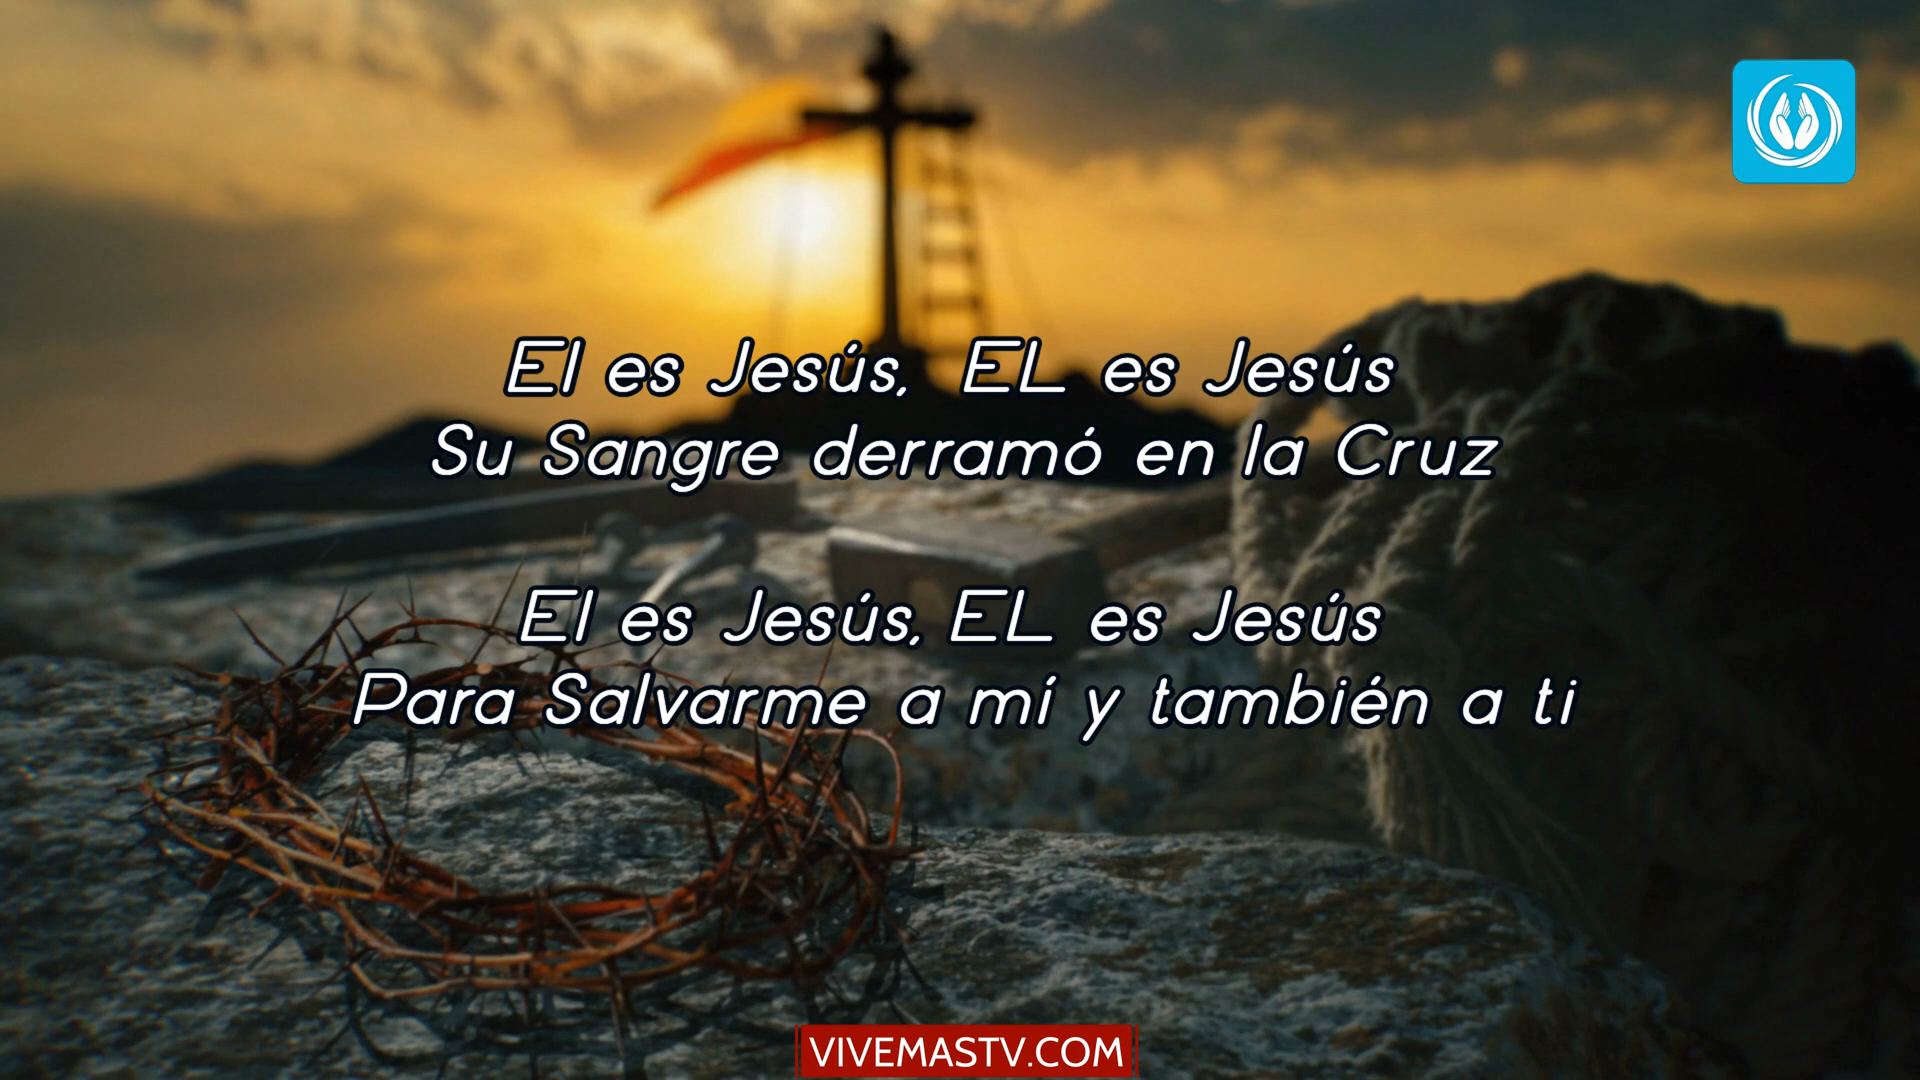 El es Jesús, EL es Jesús
Su Sangre derramó en la Cruz
El es Jesús, EL es Jesús
Para Salvarme a mí y también a ti
VIVEMASTV.COM